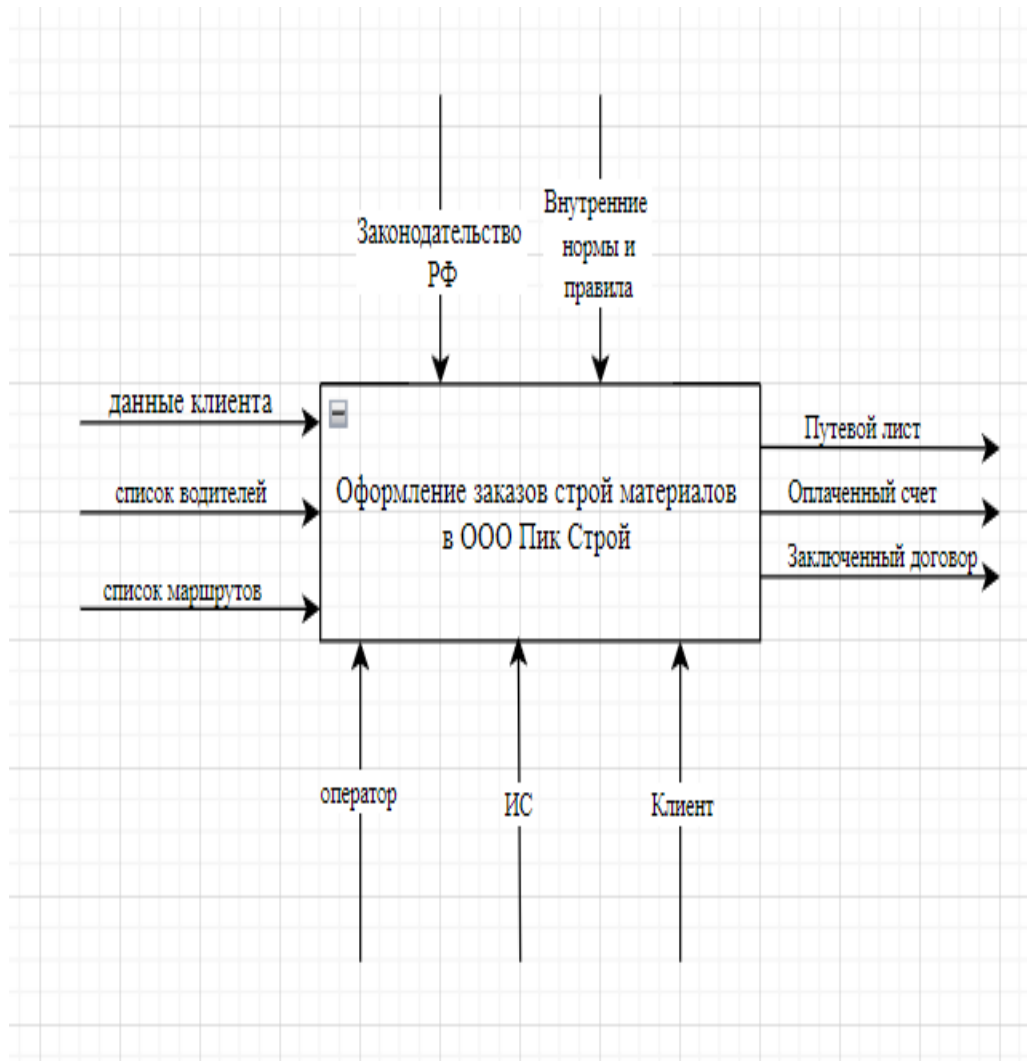 Законодательство
РФ
Внутренние
нормы и
правила
данные клиента
список водителей
список маршрутов
Оформление заказов строй материалов
в ООО Пик Строй
Путевой лист
Оплаченный счет
Заключенный договор
оператор
ИС
Клиент